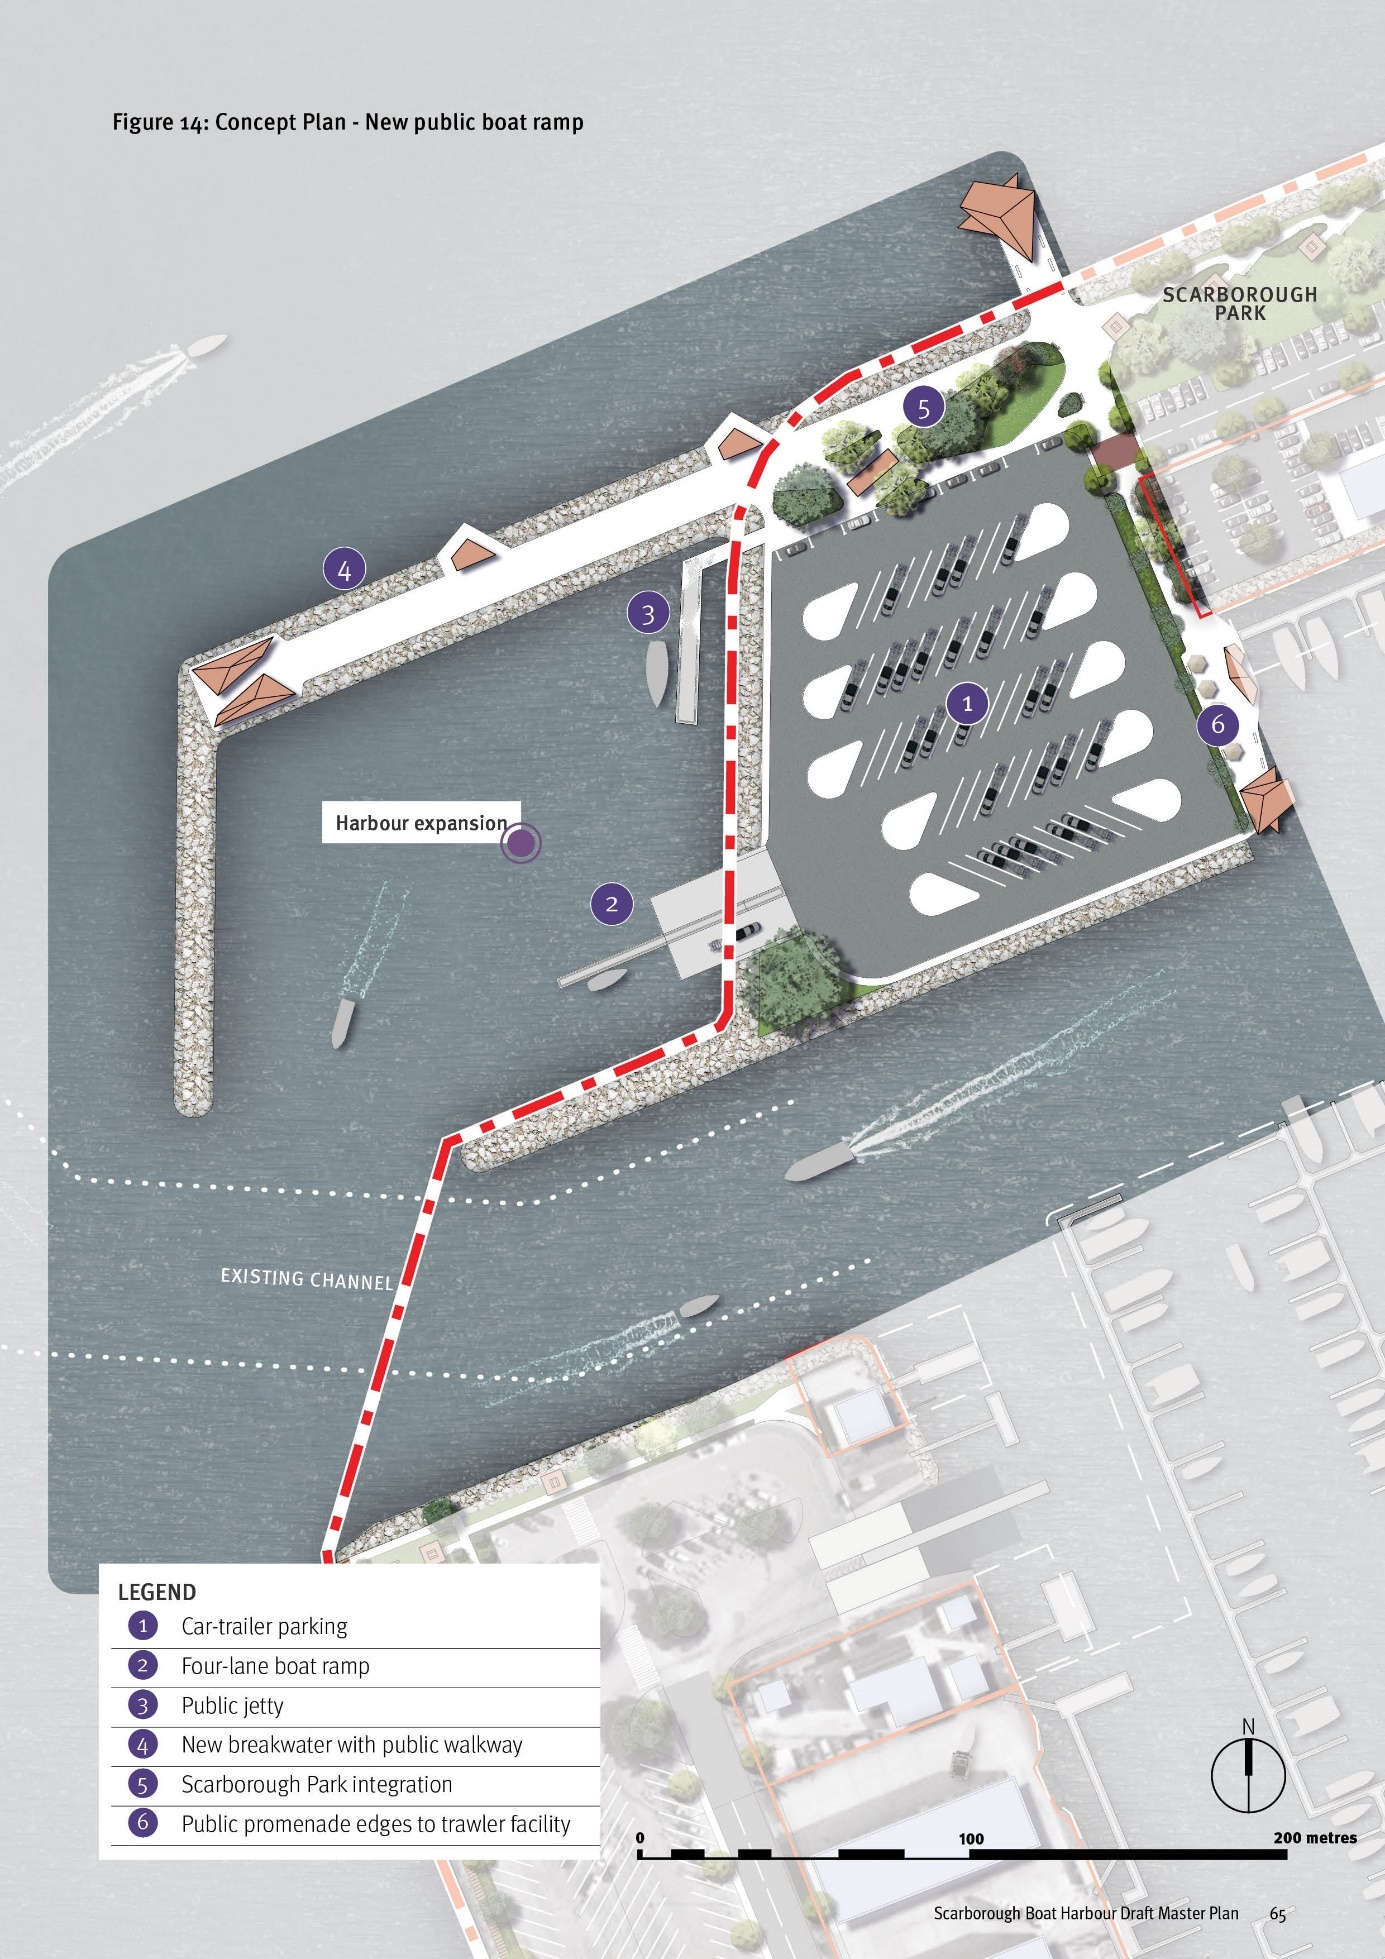 Figure 14: Concept Plan - New public boat ramp
SCARBOROUGH
PARK
5
4
3
1
6
Harbour expansion
2
EXISTING CHANNEL
LEGEND
1 Car-trailer parking
2 Four-lane boat ramp
3 Public jetty
4 New breakwater with public walkway
5 Scarborough Park integration
6 Public promenade edges to trawler facility
N
0 100 200 metres
Scarborough Boat Harbour Draft Master Plan 65